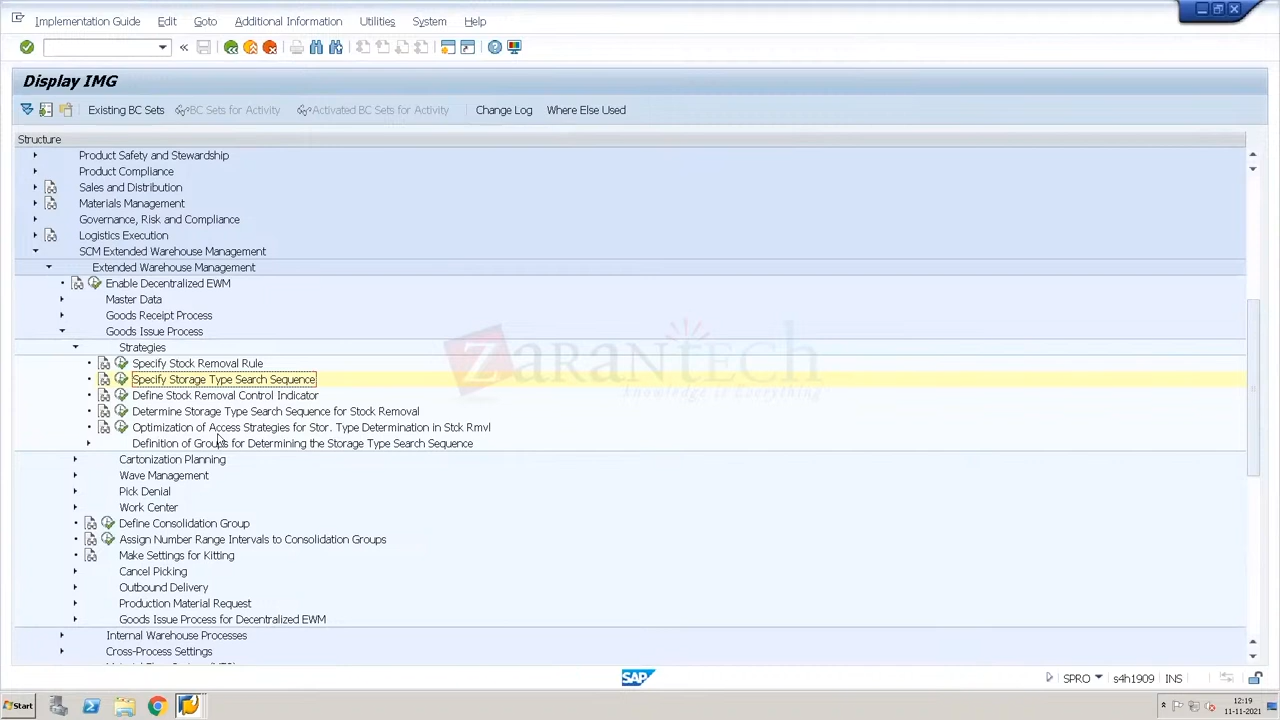 Implementation Guide Edit Goto Additional Information Utilities System Help
Display IMG
Existing BC Sets BC Sets for Activity Activated BC Sets for Activity Change Log Where Else Used
Structure
Product Safety and Stewardship
Product Compliance
Sales and Distribution
Materials Management
Governance, Risk and Compliance
Logistics Execution
SCM Extended Warehouse Management
Extended Warehouse Management
Enable Decentralized EWM
Master Data
Goods Receipt Process
Goods Issue Process
Strategies
Specify Stock Removal Rule
Specify Storage Type Search Sequence
Define Stock Removal Control Indicator
Determine Storage Type Search Sequence for Stock Removal
Optimization of Access Strategies for Stor. Type Determination in Stck Rmvl
Definition of Groups for Determining the Storage Type Search Sequence
Cartonization Planning
Wave Management
Pick Denial
Work Center
Define Consolidation Group
Assign Number Range Intervals to Consolidation Groups
Make Settings for Kitting
Cancel Picking
Outbound Delivery
Production Material Request
Goods Issue Process for Decentralized EWM
Internal Warehouse Processes
Cross-Process Settings
ZaranTech
Knowledge is Everything
SAP
SPRO s4h1909 INS
Start
12:19
11-11-2021